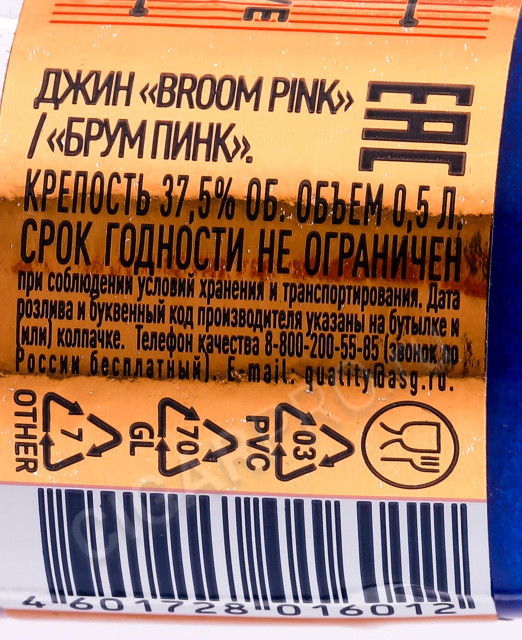 ДЖИН «BROOM PINK»
/«БРУМ ПИНК».
EAC
КРЕПОСТЬ 37,5% ОБ. ОБЪЕМ 0,5 Л.
СРОК ГОДНОСТИ НЕ ОГРАНИЧЕН
при соблюдении условий хранения и транспортирования. Дата
розлива и буквенный код производителя указаны на бутылке и
(или) колпачке. Телефон качества 8-800-200-55-85 (звонок по
России бесплатный). E-mail: quality@asg.ru.
7
OTHER
70
GL
03
PVC
4 601728 016012